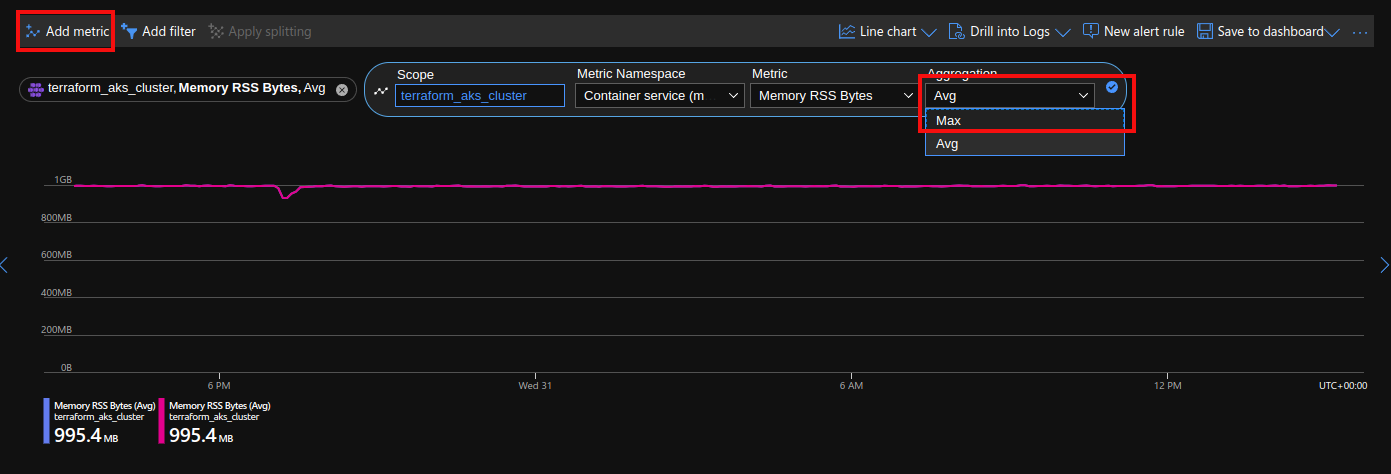 Add metric Add filter Apply splitting Line chart Drill into Logs New alert rule Save to dashboard ...
terraform_aks_cluster, Memory RSS Bytes, Avg
Scope Metric Namespace Metric Aggregation
terraform_aks_cluster Container service (m Memory RSS Bytes Avg
Max
Avg
1GB
800MB
600MB
400MB
200MB
0B
6 PM Wed 31 6 AM 12 PM UTC+00:00
Memory RSS Bytes (Avg) Memory RSS Bytes (Avg)
terraform_aks_cluster terraform_aks_cluster
995.4 MB 995.4 MB